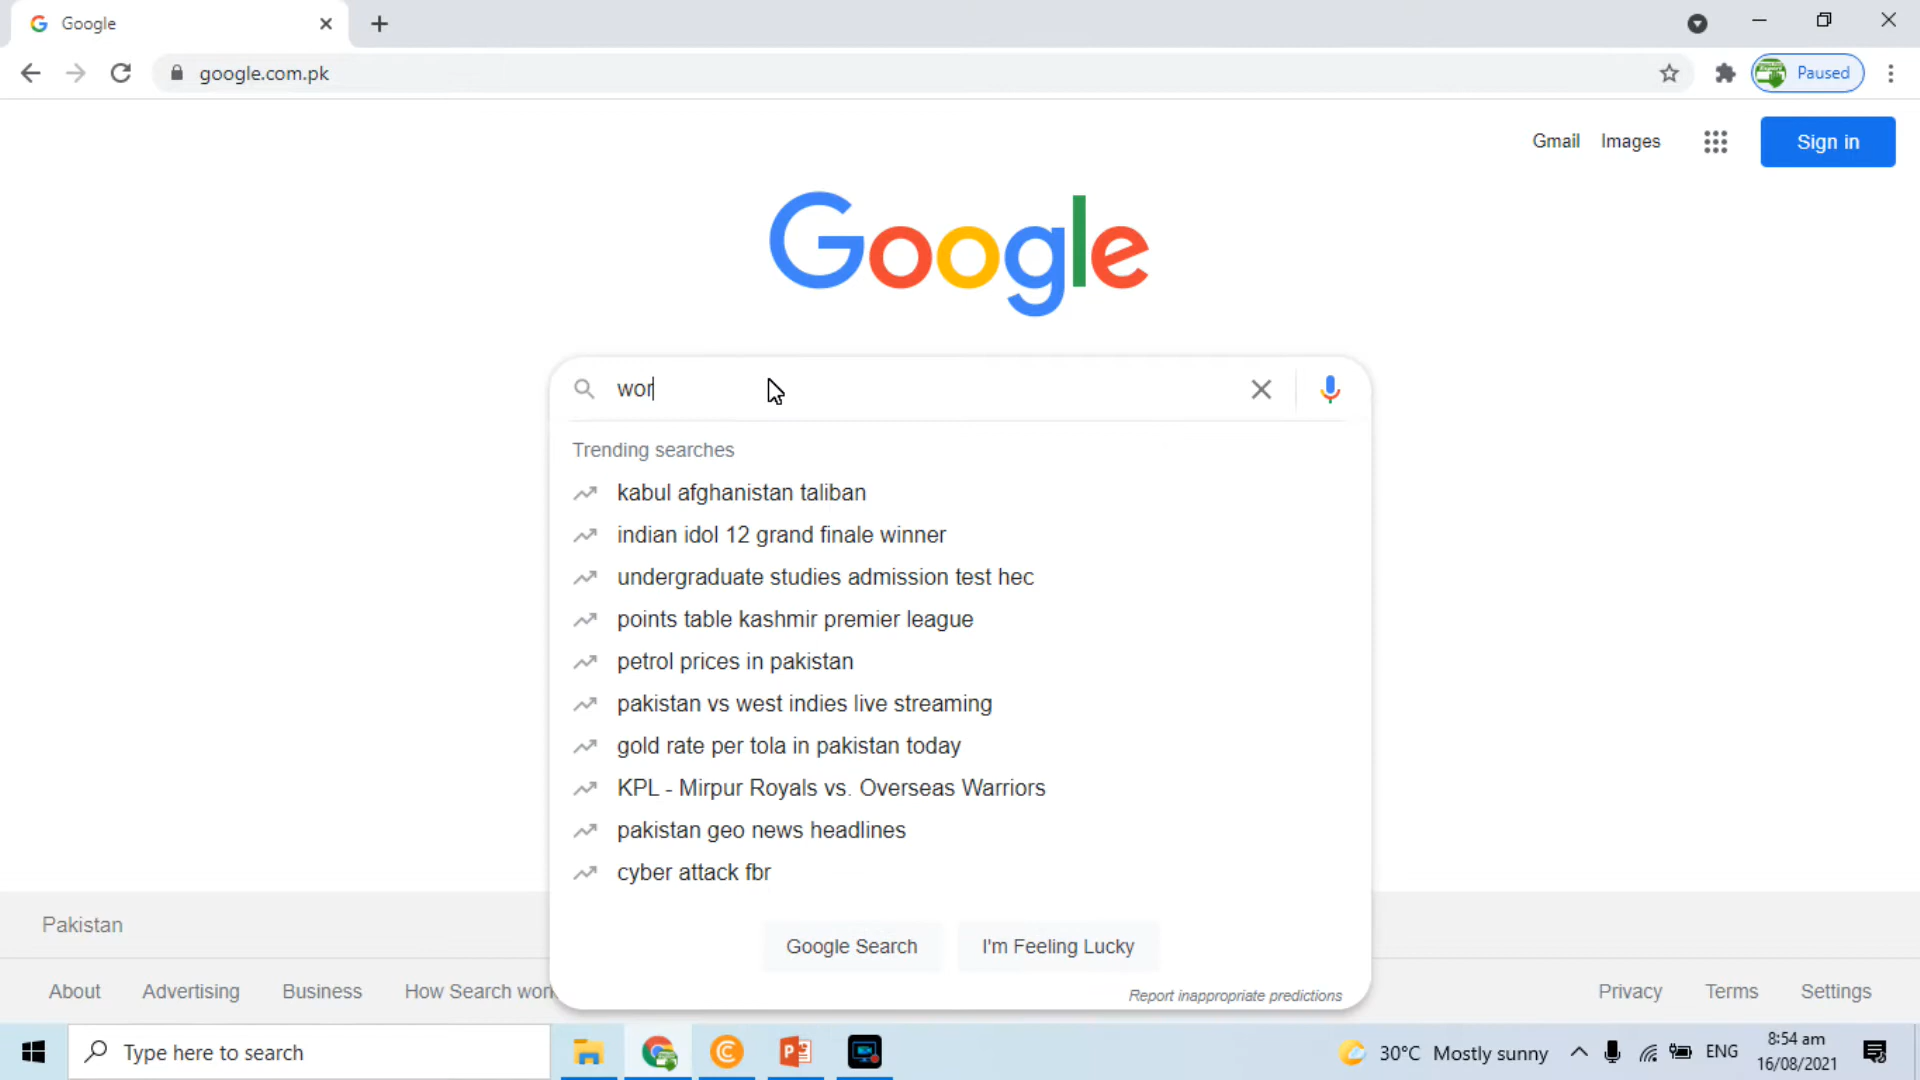 Google
google.com.pk
Paused
Gmail Images Sign in
Google
wor
Trending searches
kabul afghanistan taliban
indian idol 12 grand finale winner
undergraduate studies admission test hec
points table kashmir premier league
petrol prices in pakistan
pakistan vs west indies live streaming
gold rate per tola in pakistan today
KPL - Mirpur Royals vs. Overseas Warriors
pakistan geo news headlines
cyber attack fbr
Google Search I'm Feeling Lucky
Report inappropriate predictions
Pakistan
About Advertising Business How Search wor
Privacy Terms Settings
Type here to search
30°C Mostly sunny ENG
8:54 am
16/08/2021